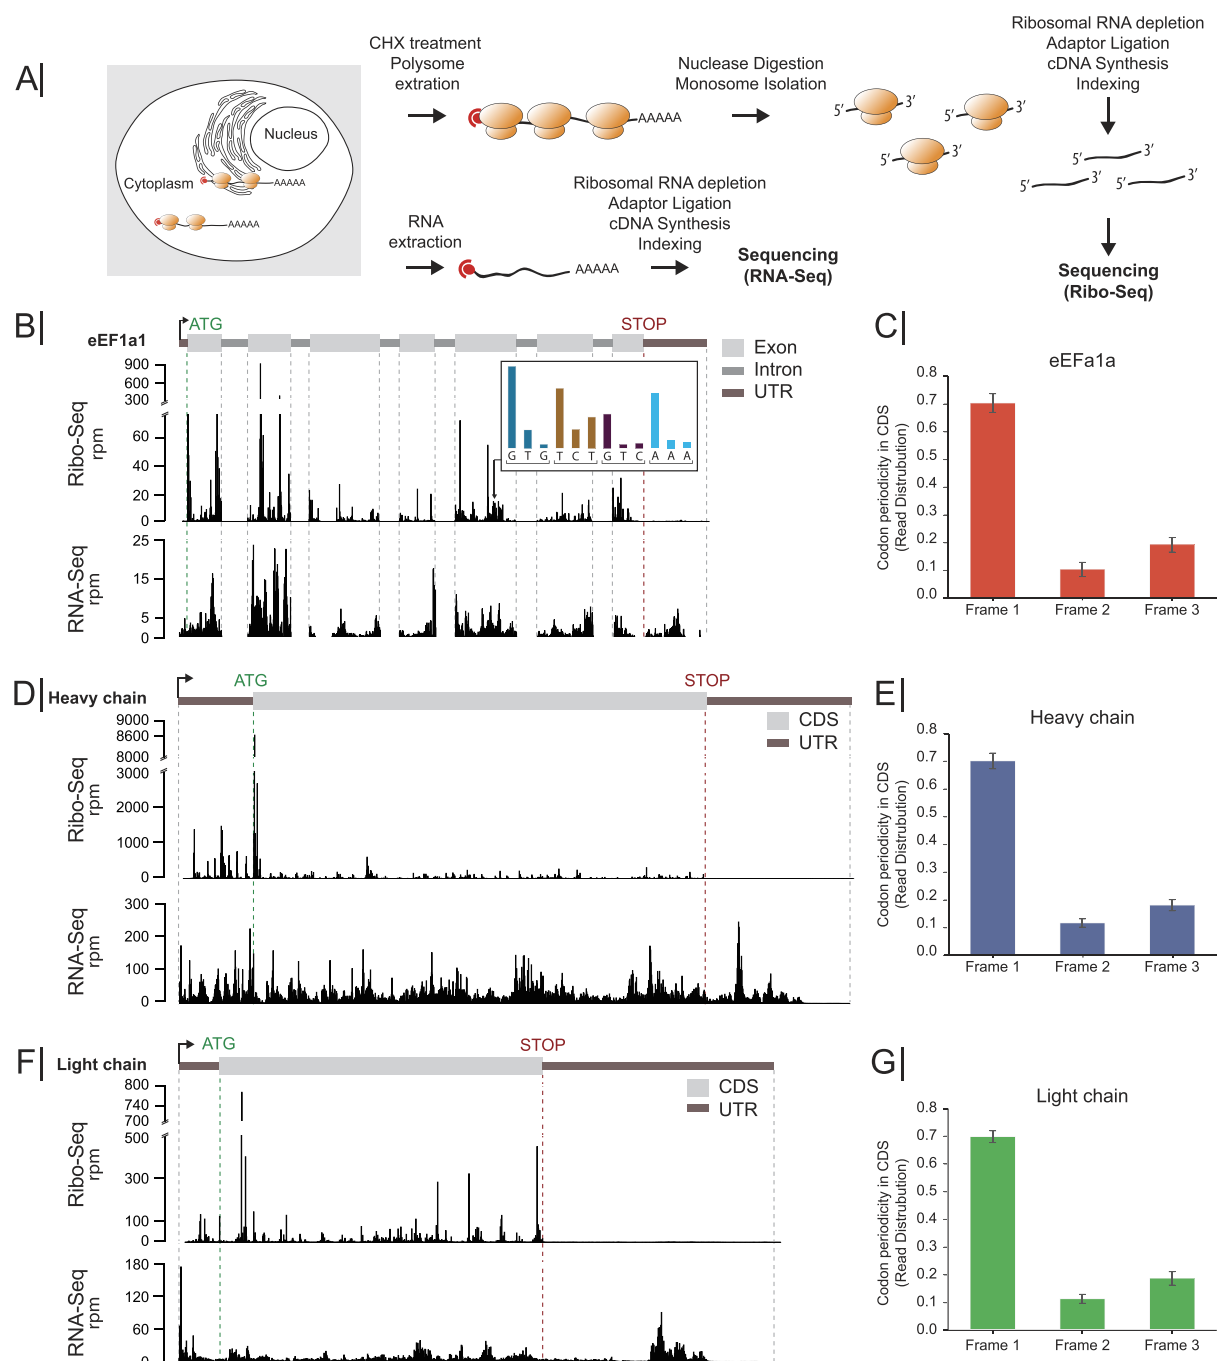 A|
Nucleus
Cytoplasm
AAAAA
AAAAA
CHX treatment
Polysome
extration
AAAAA
Nuclease Digestion
Monosome Isolation
5' 3'
5' 3'
5' 3'
Ribosomal RNA depletion
Adaptor Ligation
cDNA Synthesis
Indexing
5' 3'
5' 3'
3'
Sequencing
(Ribo-Seq)
RNA
extraction
AAAAA
Ribosomal RNA depletion
Adaptor Ligation
cDNA Synthesis
Indexing
Sequencing
(RNA-Seq)
B|
eEF1a1
ATG
STOP
Exon
Intron
UTR
Ribo-Seq
rpm
900
600
300
60
40
20
0
G T G T C T G T C A A A
RNA-Seq
rpm
25
15
5
0
C|
eEFa1a
Codon periodicity in CDS
(Read Distrubution)
0.8
0.7
0.6
0.5
0.4
0.3
0.2
0.1
0.0
Frame 1 Frame 2 Frame 3
D|
Heavy chain
ATG
STOP
CDS
UTR
Ribo-Seq
rpm
9000
8600
8000
3000
2000
1000
0
RNA-Seq
rpm
300
200
100
0
E|
Heavy chain
Codon periodicity in CDS
(Read Distrubution)
0.8
0.7
0.6
0.5
0.4
0.3
0.2
0.1
0.0
Frame 1 Frame 2 Frame 3
F|
Light chain
ATG
STOP
CDS
UTR
Ribo-Seq
rpm
800
740
700
500
300
100
0
RNA-Seq
rpm
180
120
60
0
G|
Light chain
Codon periodicity in CDS
(Read Distrubution)
0.8
0.7
0.6
0.5
0.4
0.3
0.2
0.1
0.0
Frame 1 Frame 2 Frame 3